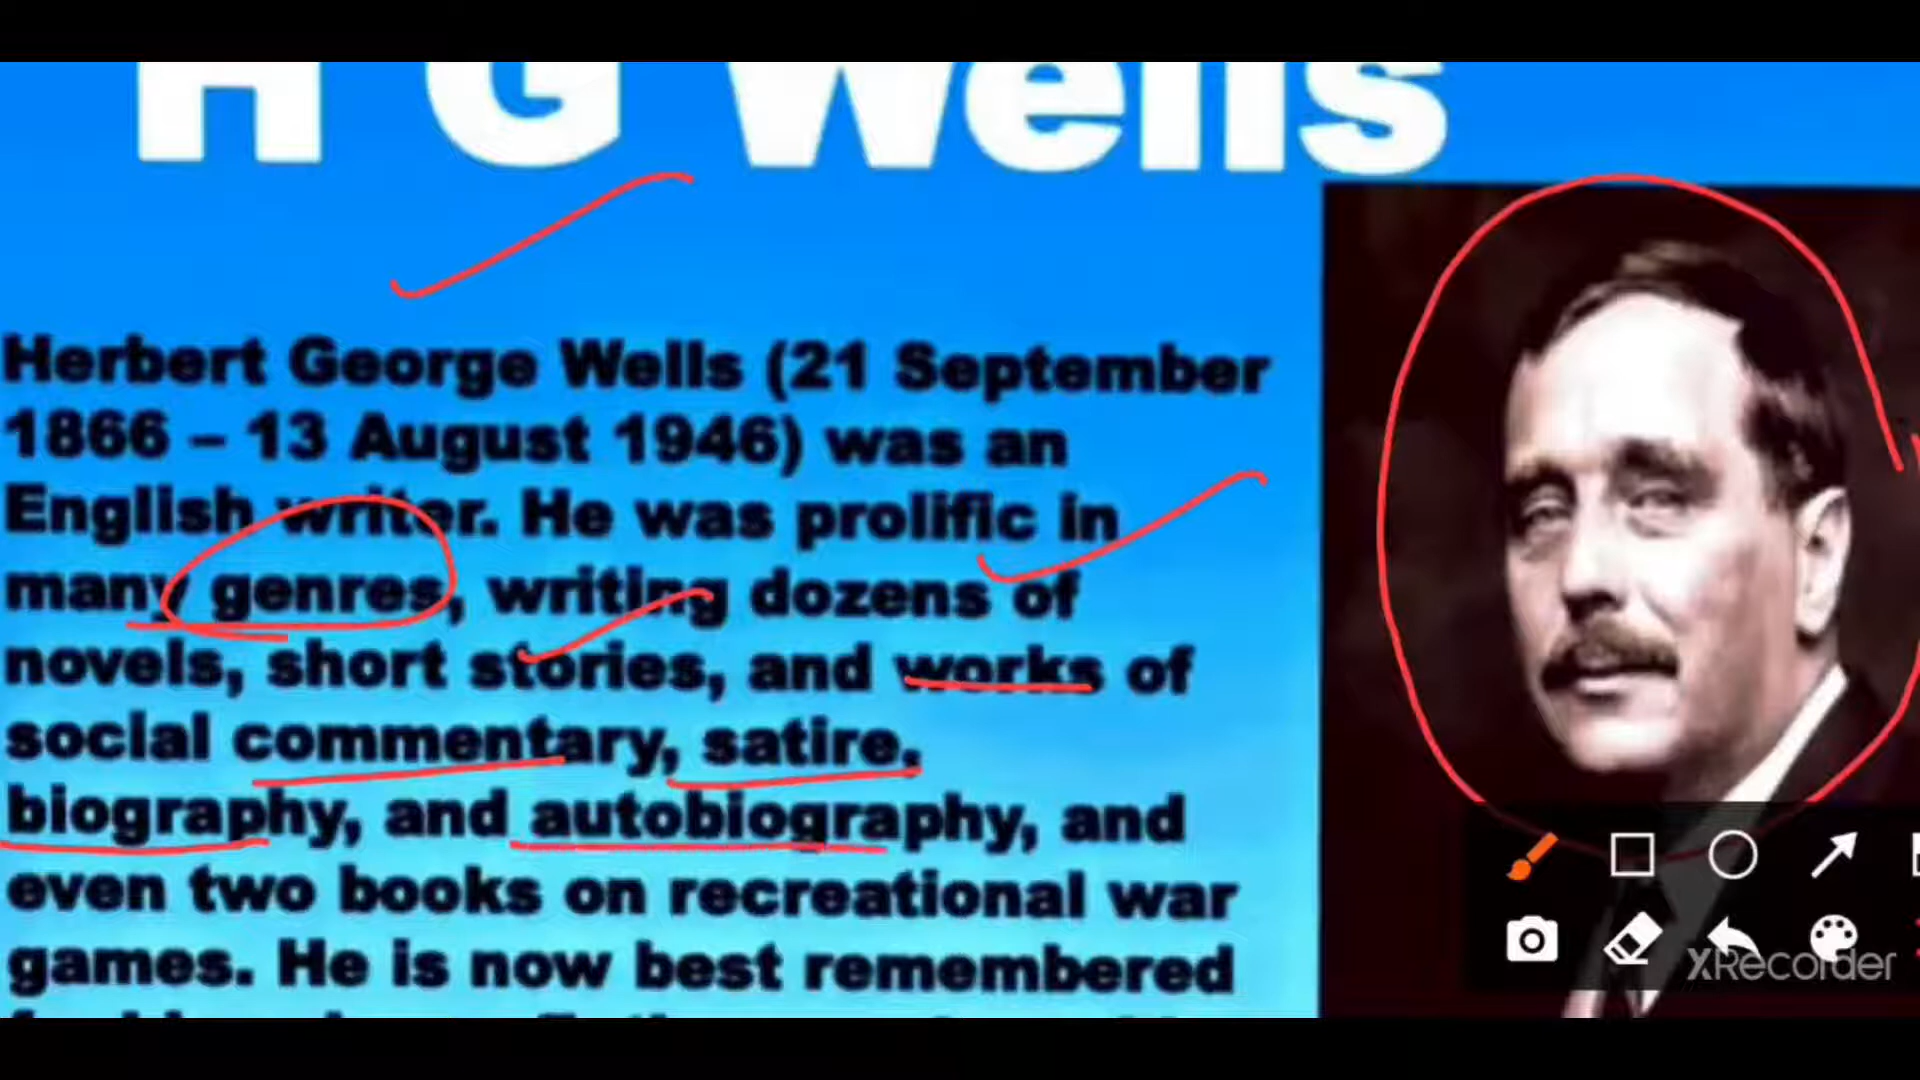 H G Wells
Herbert George Wells (21 September
1866 – 13 August 1946) was an
English writer. He was prolific in
many genres, writing dozens of
novels, short stories, and works of
social commentary, satire,
biography, and autobiography, and
even two books on recreational war
games. He is now best remembered
XRecorder